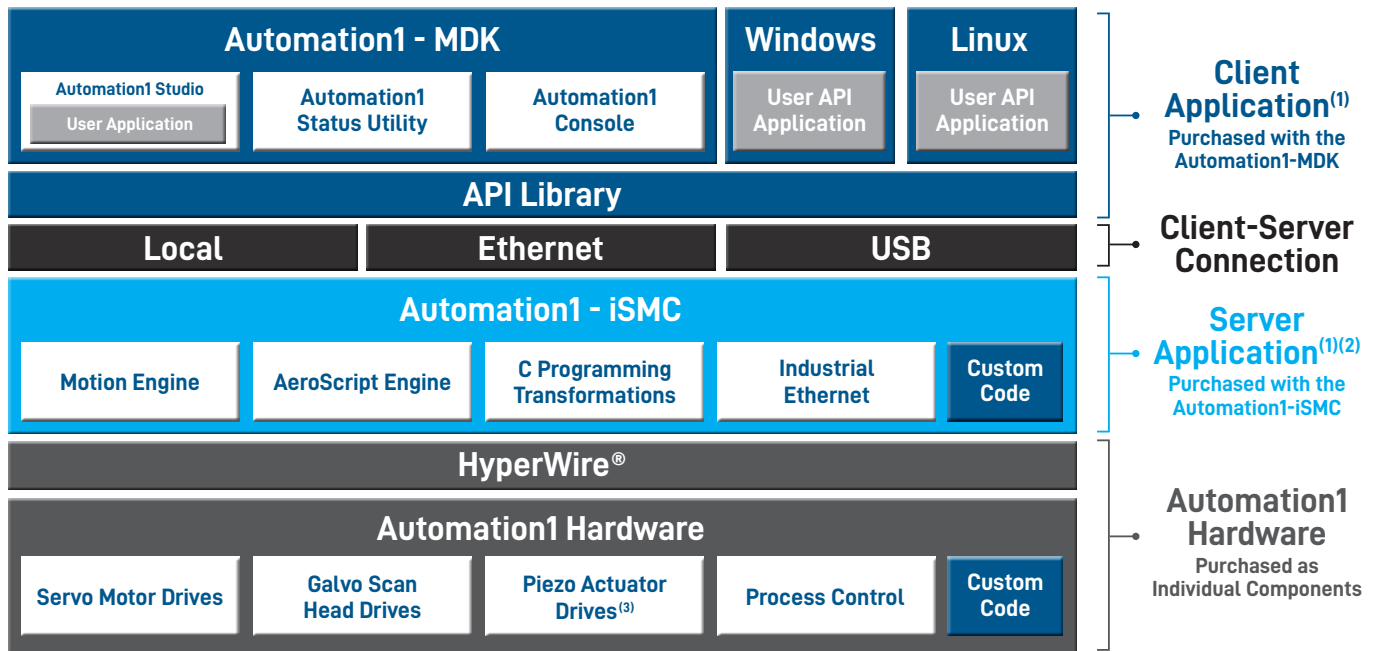 Automation1 - MDK
Windows
Linux
Automation1 Studio
User Application
Automation1
Status Utility
Automation1
Console
User API
Application
User API
Application
Client
Application(1)
Purchased with the
Automation1-MDK
API Library
Local
Ethernet
USB
Client-Server
Connection
Automation1 - iSMC
Motion Engine
AeroScript Engine
C Programming
Transformations
Industrial
Ethernet
Custom
Code
Server
Application(1)(2)
Purchased with the
Automation1-iSMC
HyperWire®
Automation1 Hardware
Servo Motor Drives
Galvo Scan
Head Drives
Piezo Actuator
Drives(3)
Process Control
Custom
Code
Automation1
Hardware
Purchased as
Individual Components